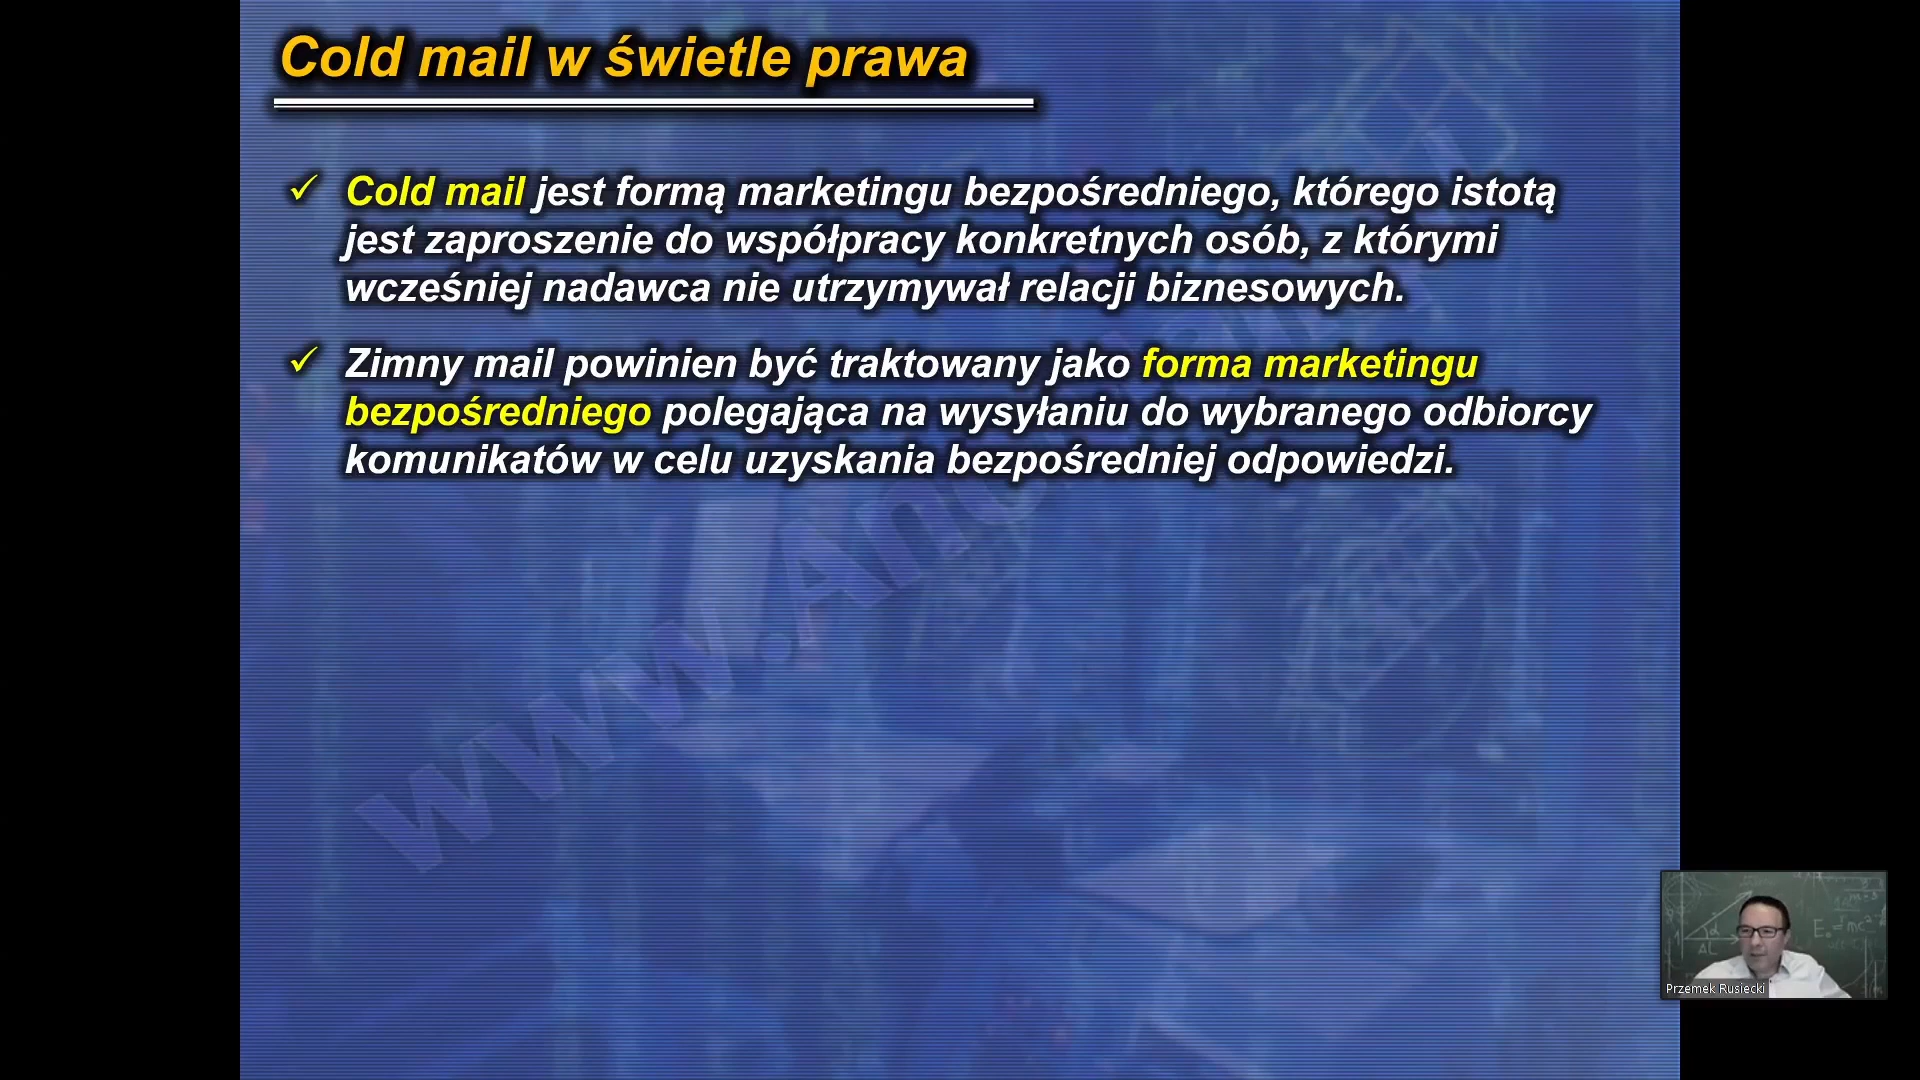 Cold mail w świetle prawa
Cold mail jest formą marketingu bezpośredniego, którego istotą
jest zaproszenie do współpracy konkretnych osób, z którymi
wcześniej nadawca nie utrzymywał relacji biznesowych.
Zimny mail powinien być traktowany jako forma marketingu
bezpośredniego polegająca na wysyłaniu do wybranego odbiorcy
komunikatów w celu uzyskania bezpośredniej odpowiedzi.
Przemek Rusiecki